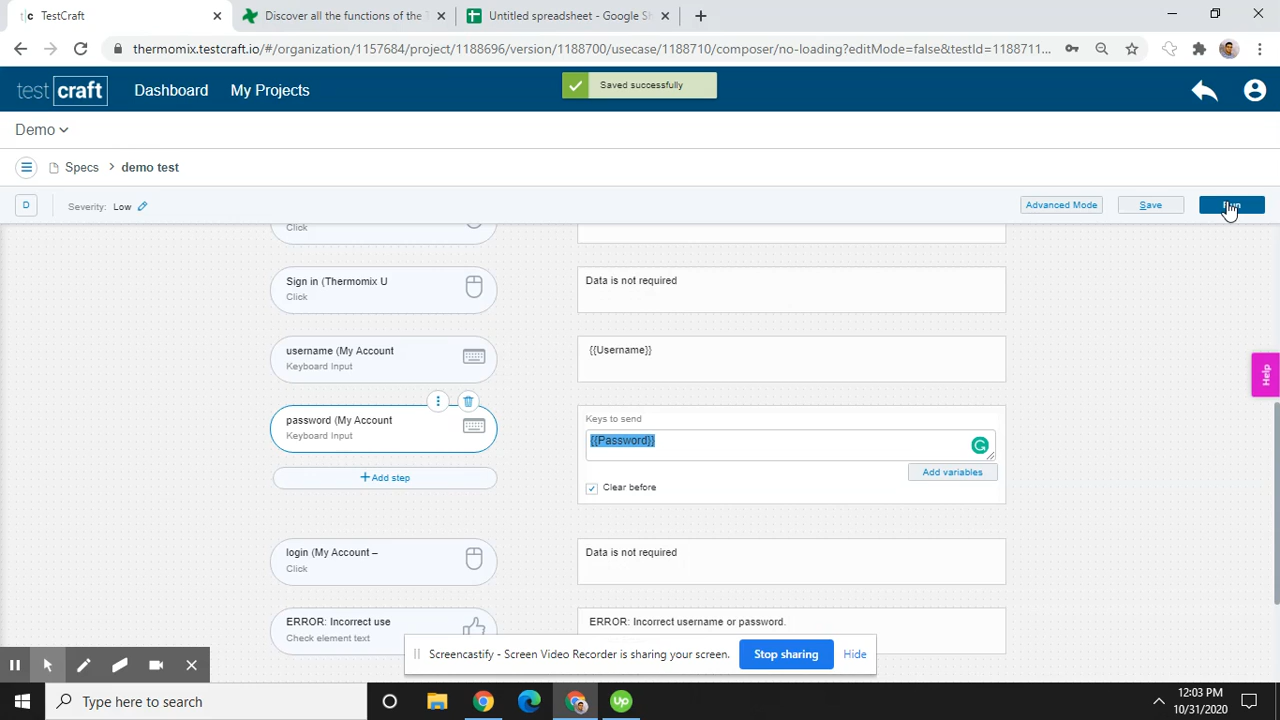 TestCraft
Discover all the functions of the
Untitled spreadsheet - Google Sh
thermomix.testcraft.io/#/organization/1157684/project/1188696/version/1188700/usecase/1188710/composer/no-loading?editMode=false&testId=1188711...
test craft
Dashboard
My Projects
Saved successfully
Demo
Specs > demo test
D
Severity: Low
Advanced Mode
Save
Click
Sign in (Thermomix U
Click
Data is not required
username (My Account
Keyboard Input
{{Username}}
password (My Account
Keyboard Input
Keys to send
{{Password}}
Add variables
Clear before
+Add step
login (My Account –
Click
Data is not required
ERROR: Incorrect use
Check element text
ERROR: Incorrect username or password.
Help
|| Screencastify - Screen Video Recorder is sharing your screen.
Stop sharing
Hide
Type here to search
Up
12:03 PM
10/31/2020